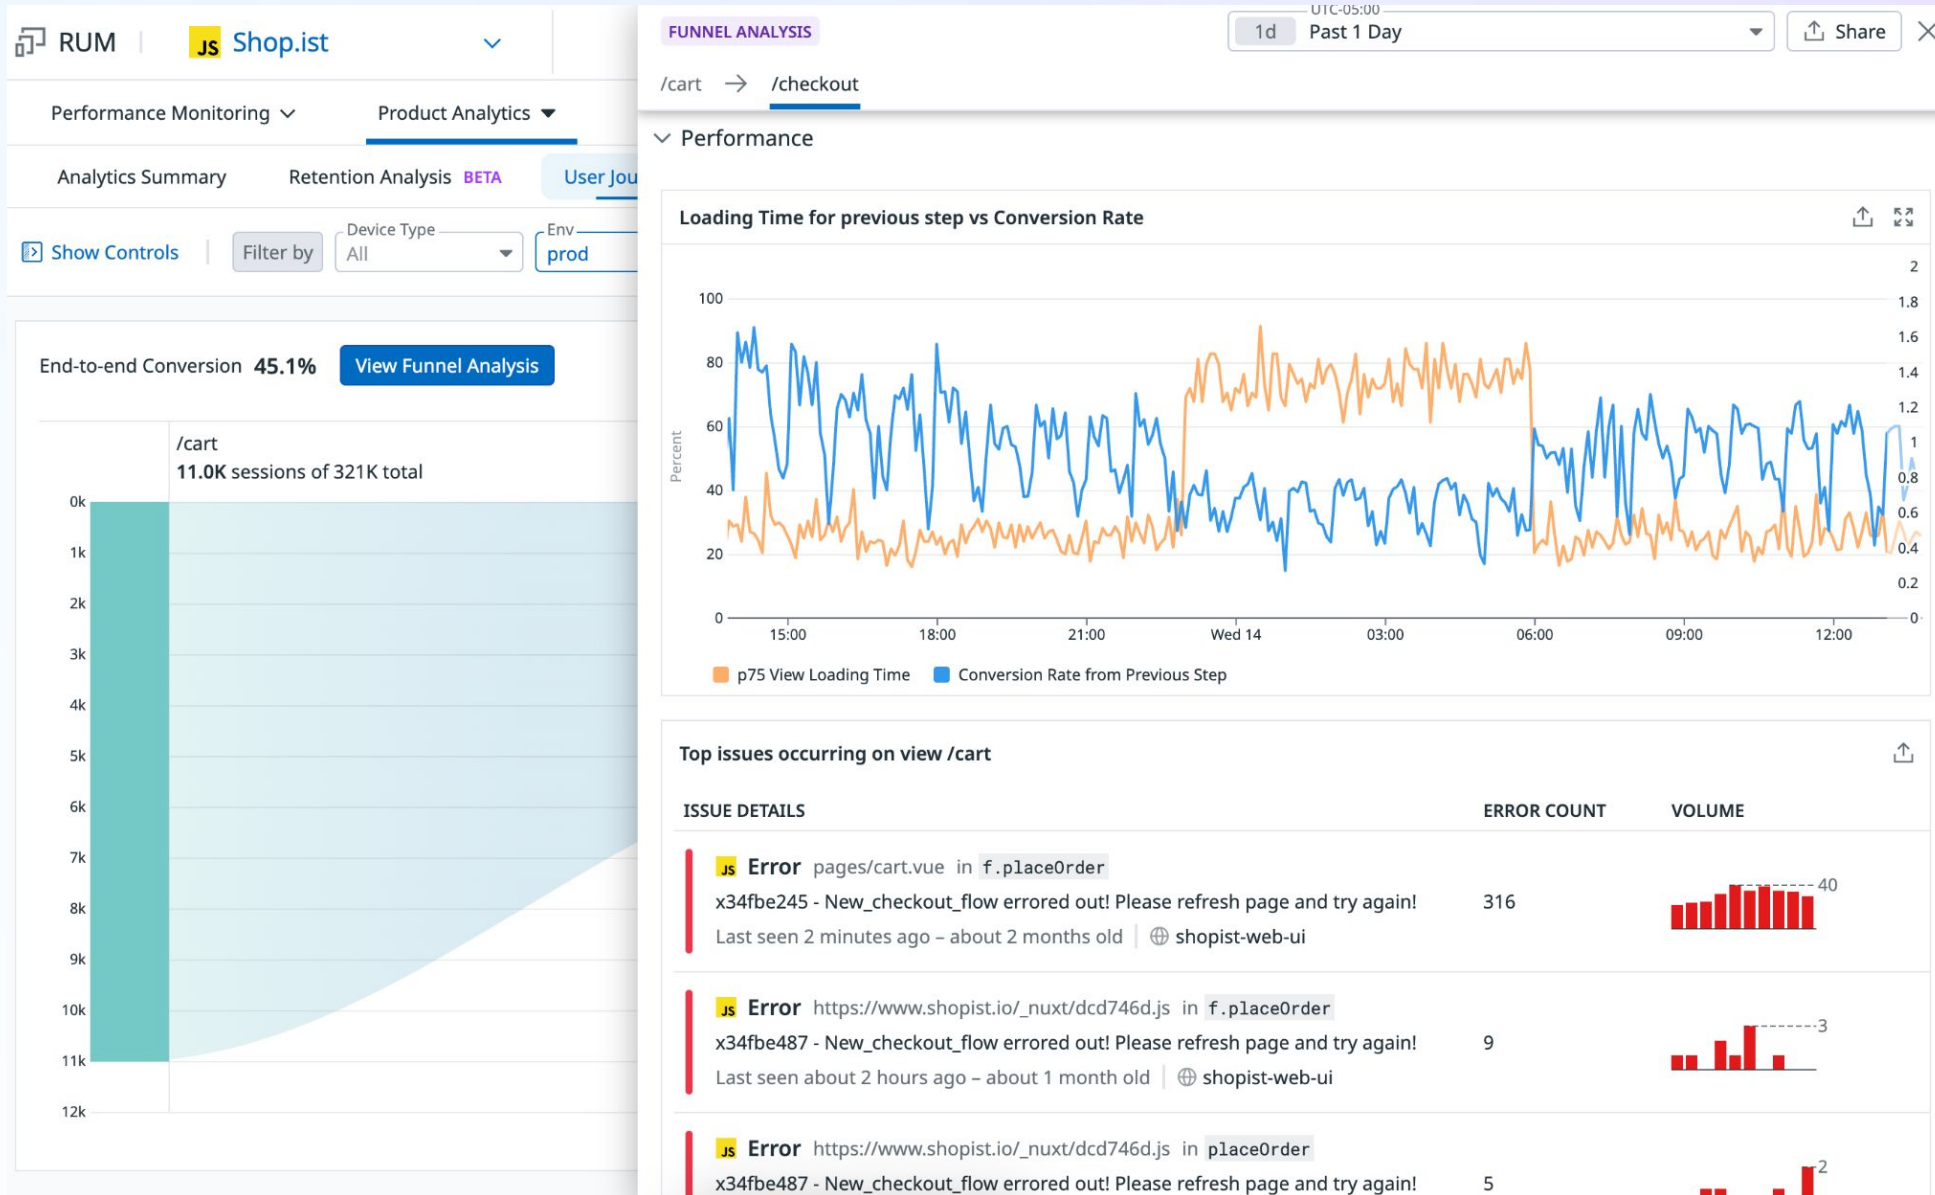 RUM
JS Shop.ist
Performance Monitoring
Product Analytics
Analytics Summary
Retention Analysis BETA
User Jou
Show Controls
Filter by
Device Type
All
Env
prod
End-to-end Conversion 45.1%
View Funnel Analysis
/cart
11.0K sessions of 321K total
0k
1k
2k
3k
4k
5k
6k
7k
8k
9k
10k
11k
12k
FUNNEL ANALYSIS
UTC-05:00
1d Past 1 Day
Share
/cart → /checkout
Performance
Loading Time for previous step vs Conversion Rate
Percent
100
80
60
40
20
0
2
1.8
1.6
1.4
1.2
1
0.8
0.6
0.4
0.2
0
15:00 18:00 21:00 Wed 14 03:00 06:00 09:00 12:00
p75 View Loading Time Conversion Rate from Previous Step
Top issues occurring on view /cart
ISSUE DETAILS ERROR COUNT VOLUME
JS Error pages/cart.vue in f.placeOrder
x34fbe245 - New_checkout_flow errored out! Please refresh page and try again! 316 40
Last seen 2 minutes ago – about 2 months old shopist-web-ui
JS Error https://www.shopist.io/_nuxt/dcd746d.js in f.placeOrder
x34fbe487 - New_checkout_flow errored out! Please refresh page and try again! 9 3
Last seen about 2 hours ago – about 1 month old shopist-web-ui
JS Error https://www.shopist.io/_nuxt/dcd746d.js in placeOrder
x34fbe487 - New_checkout_flow errored out! Please refresh page and try again! 5 2